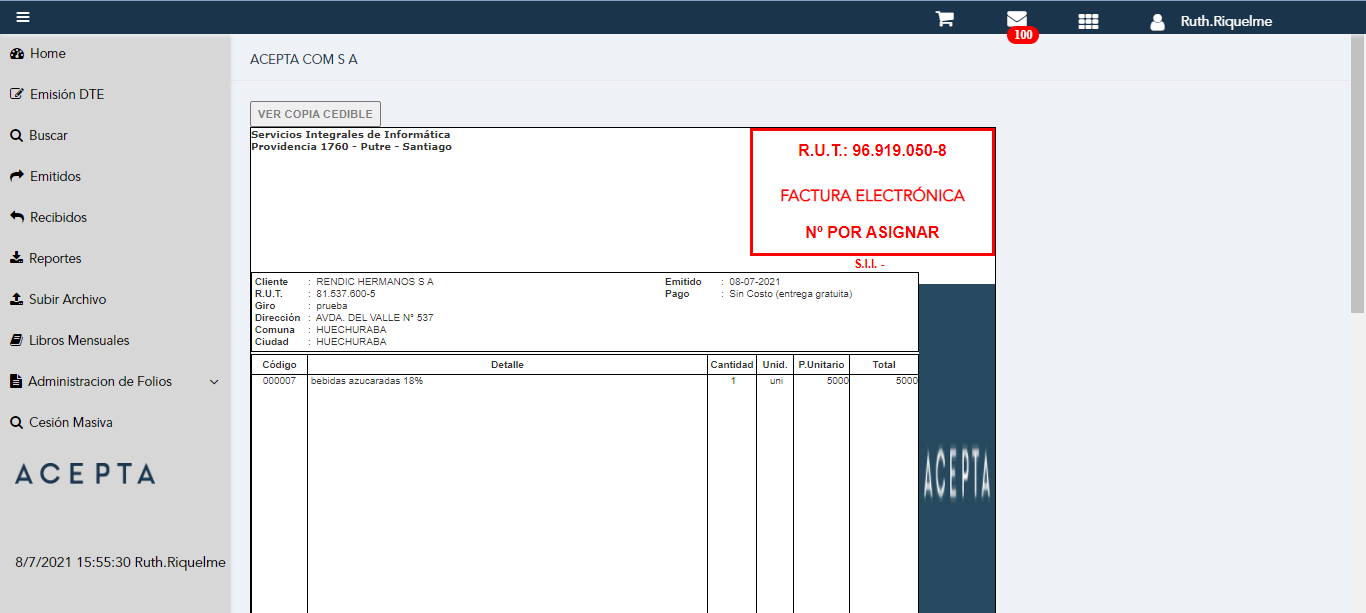 Ruth.Riquelme
100
Home
Emisión DTE
Buscar
Emitidos
Recibidos
Reportes
Subir Archivo
Libros Mensuales
Administracion de Folios
Cesión Masiva
ACEPTA
8/7/2021 15:55:30 Ruth.Riquelme
ACEPTA COM S A
VER COPIA CEDIBLE
Servicios Integrales de Informática
Providencia 1760 - Putre - Santiago
R.U.T.: 96.919.050-8
FACTURA ELECTRÓNICA
Nº POR ASIGNAR
S.I.I. -
Cliente : RENDIC HERMANOS S A Emitido : 08-07-2021
R.U.T. : 81.537.600-5 Pago : Sin Costo (entrega gratuita)
Giro : prueba
Dirección : AVDA. DEL VALLE N° 537
Comuna : HUECHURABA
Ciudad : HUECHURABA
Código Detalle Cantidad Unid. P.Unitario Total
000007 bebidas azucaradas 18% 1 uni 5000 5000
ACEPTA